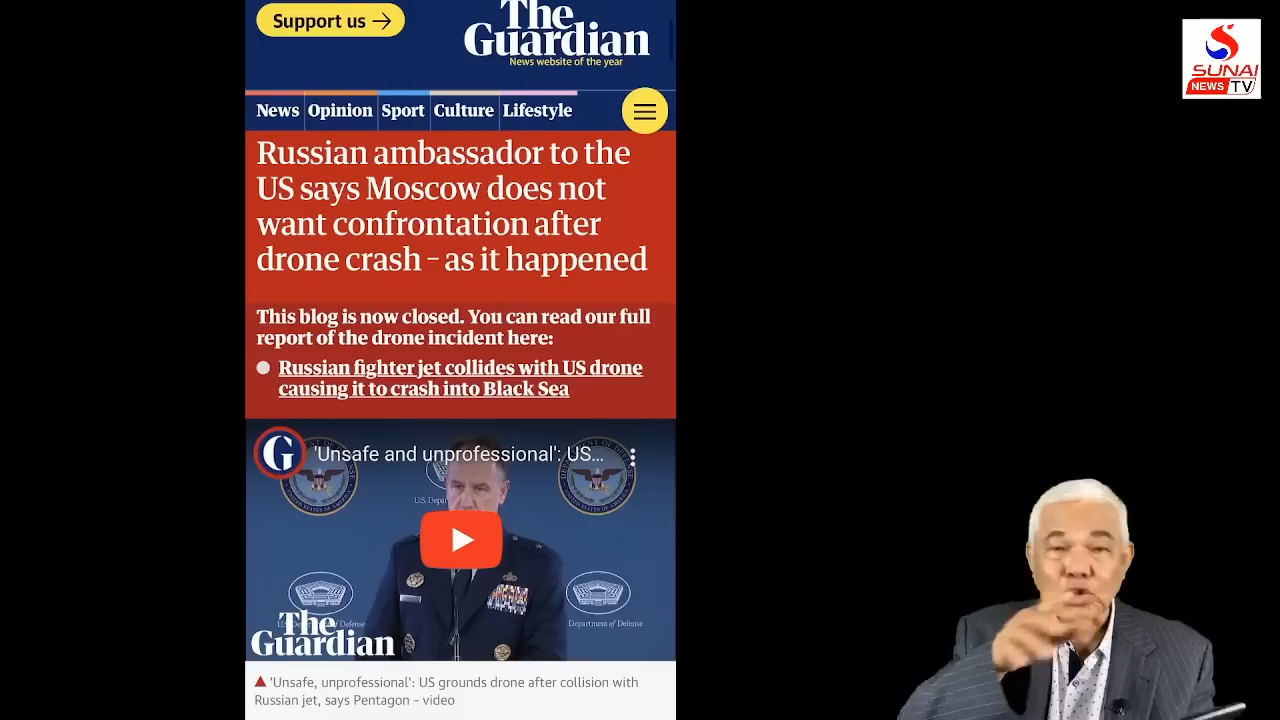 Support us →
The
Guardian
News website of the year
SUNAI
NEWS TV
News Opinion Sport Culture Lifestyle
Russian ambassador to the
US says Moscow does not
want confrontation after
drone crash – as it happened
This blog is now closed. You can read our full
report of the drone incident here:
Russian fighter jet collides with US drone
causing it to crash into Black Sea
G
'Unsafe and unprofessional': US...
U.S. Depar
Department of Defense
The
Guardian
'Unsafe, unprofessional': US grounds drone after collision with
Russian jet, says Pentagon – video